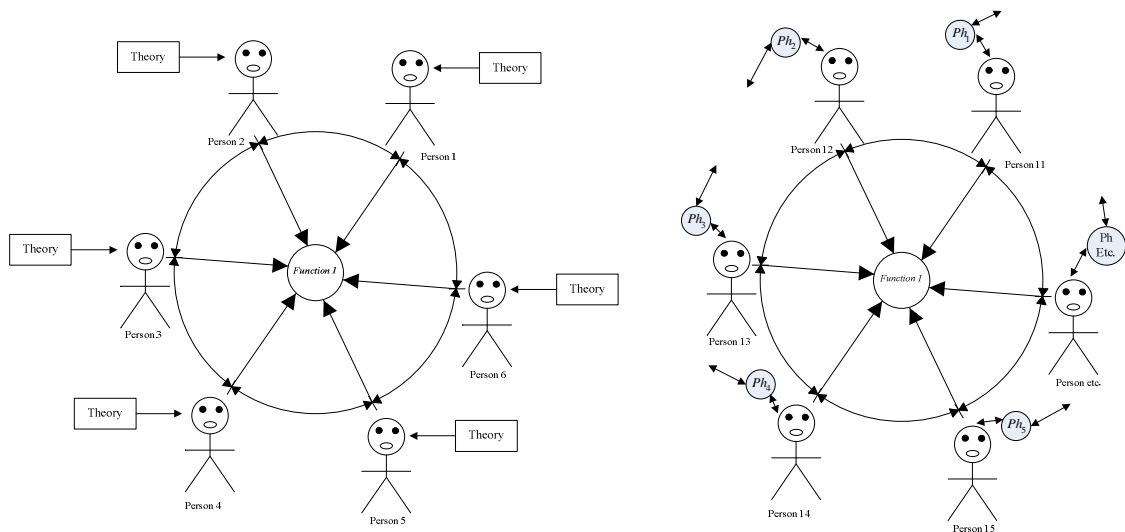 Theory
Person 2
Theory
Person 1
Theory
Person 3
Function 1
Theory
Person 6
Theory
Person 4
Theory
Person 5
Ph2
Person 12
Ph1
Person 11
Ph3
Person 13
Function 1
Ph
Etc.
Person etc.
Ph4
Person 14
Ph5
Person 15